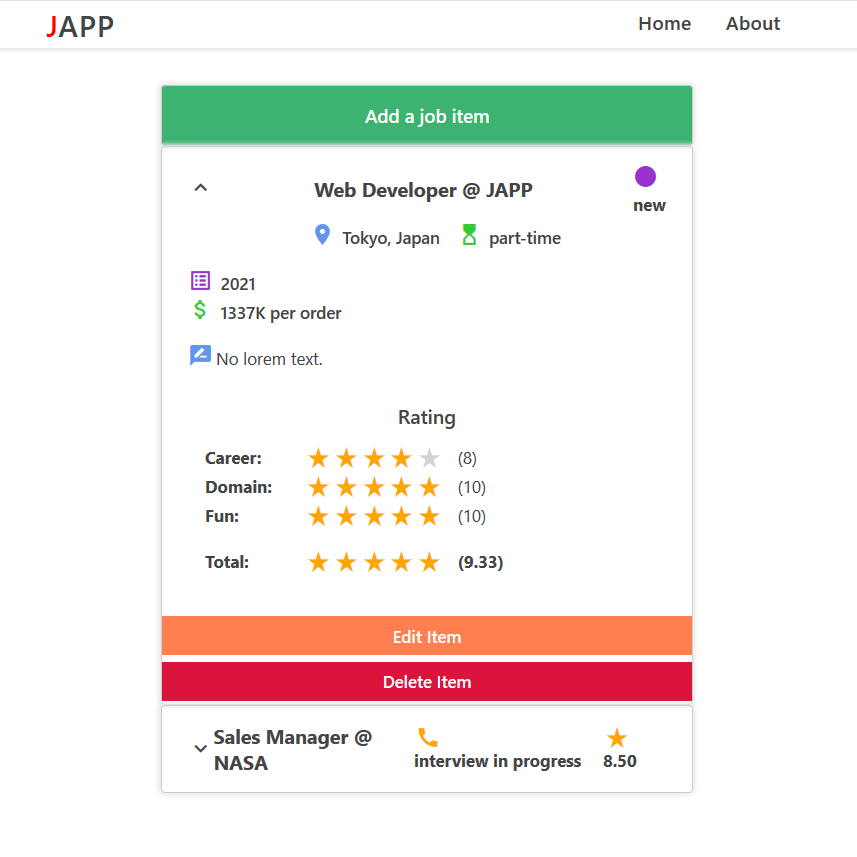 JAPP
Home About
Add a job item
Web Developer @ JAPP
new
Tokyo, Japan part-time
2021
1337K per order
No lorem text.
Rating
Career: (8)
Domain: (10)
Fun: (10)
Total: (9.33)
Edit Item
Delete Item
Sales Manager @
NASA
interview in progress
8.50